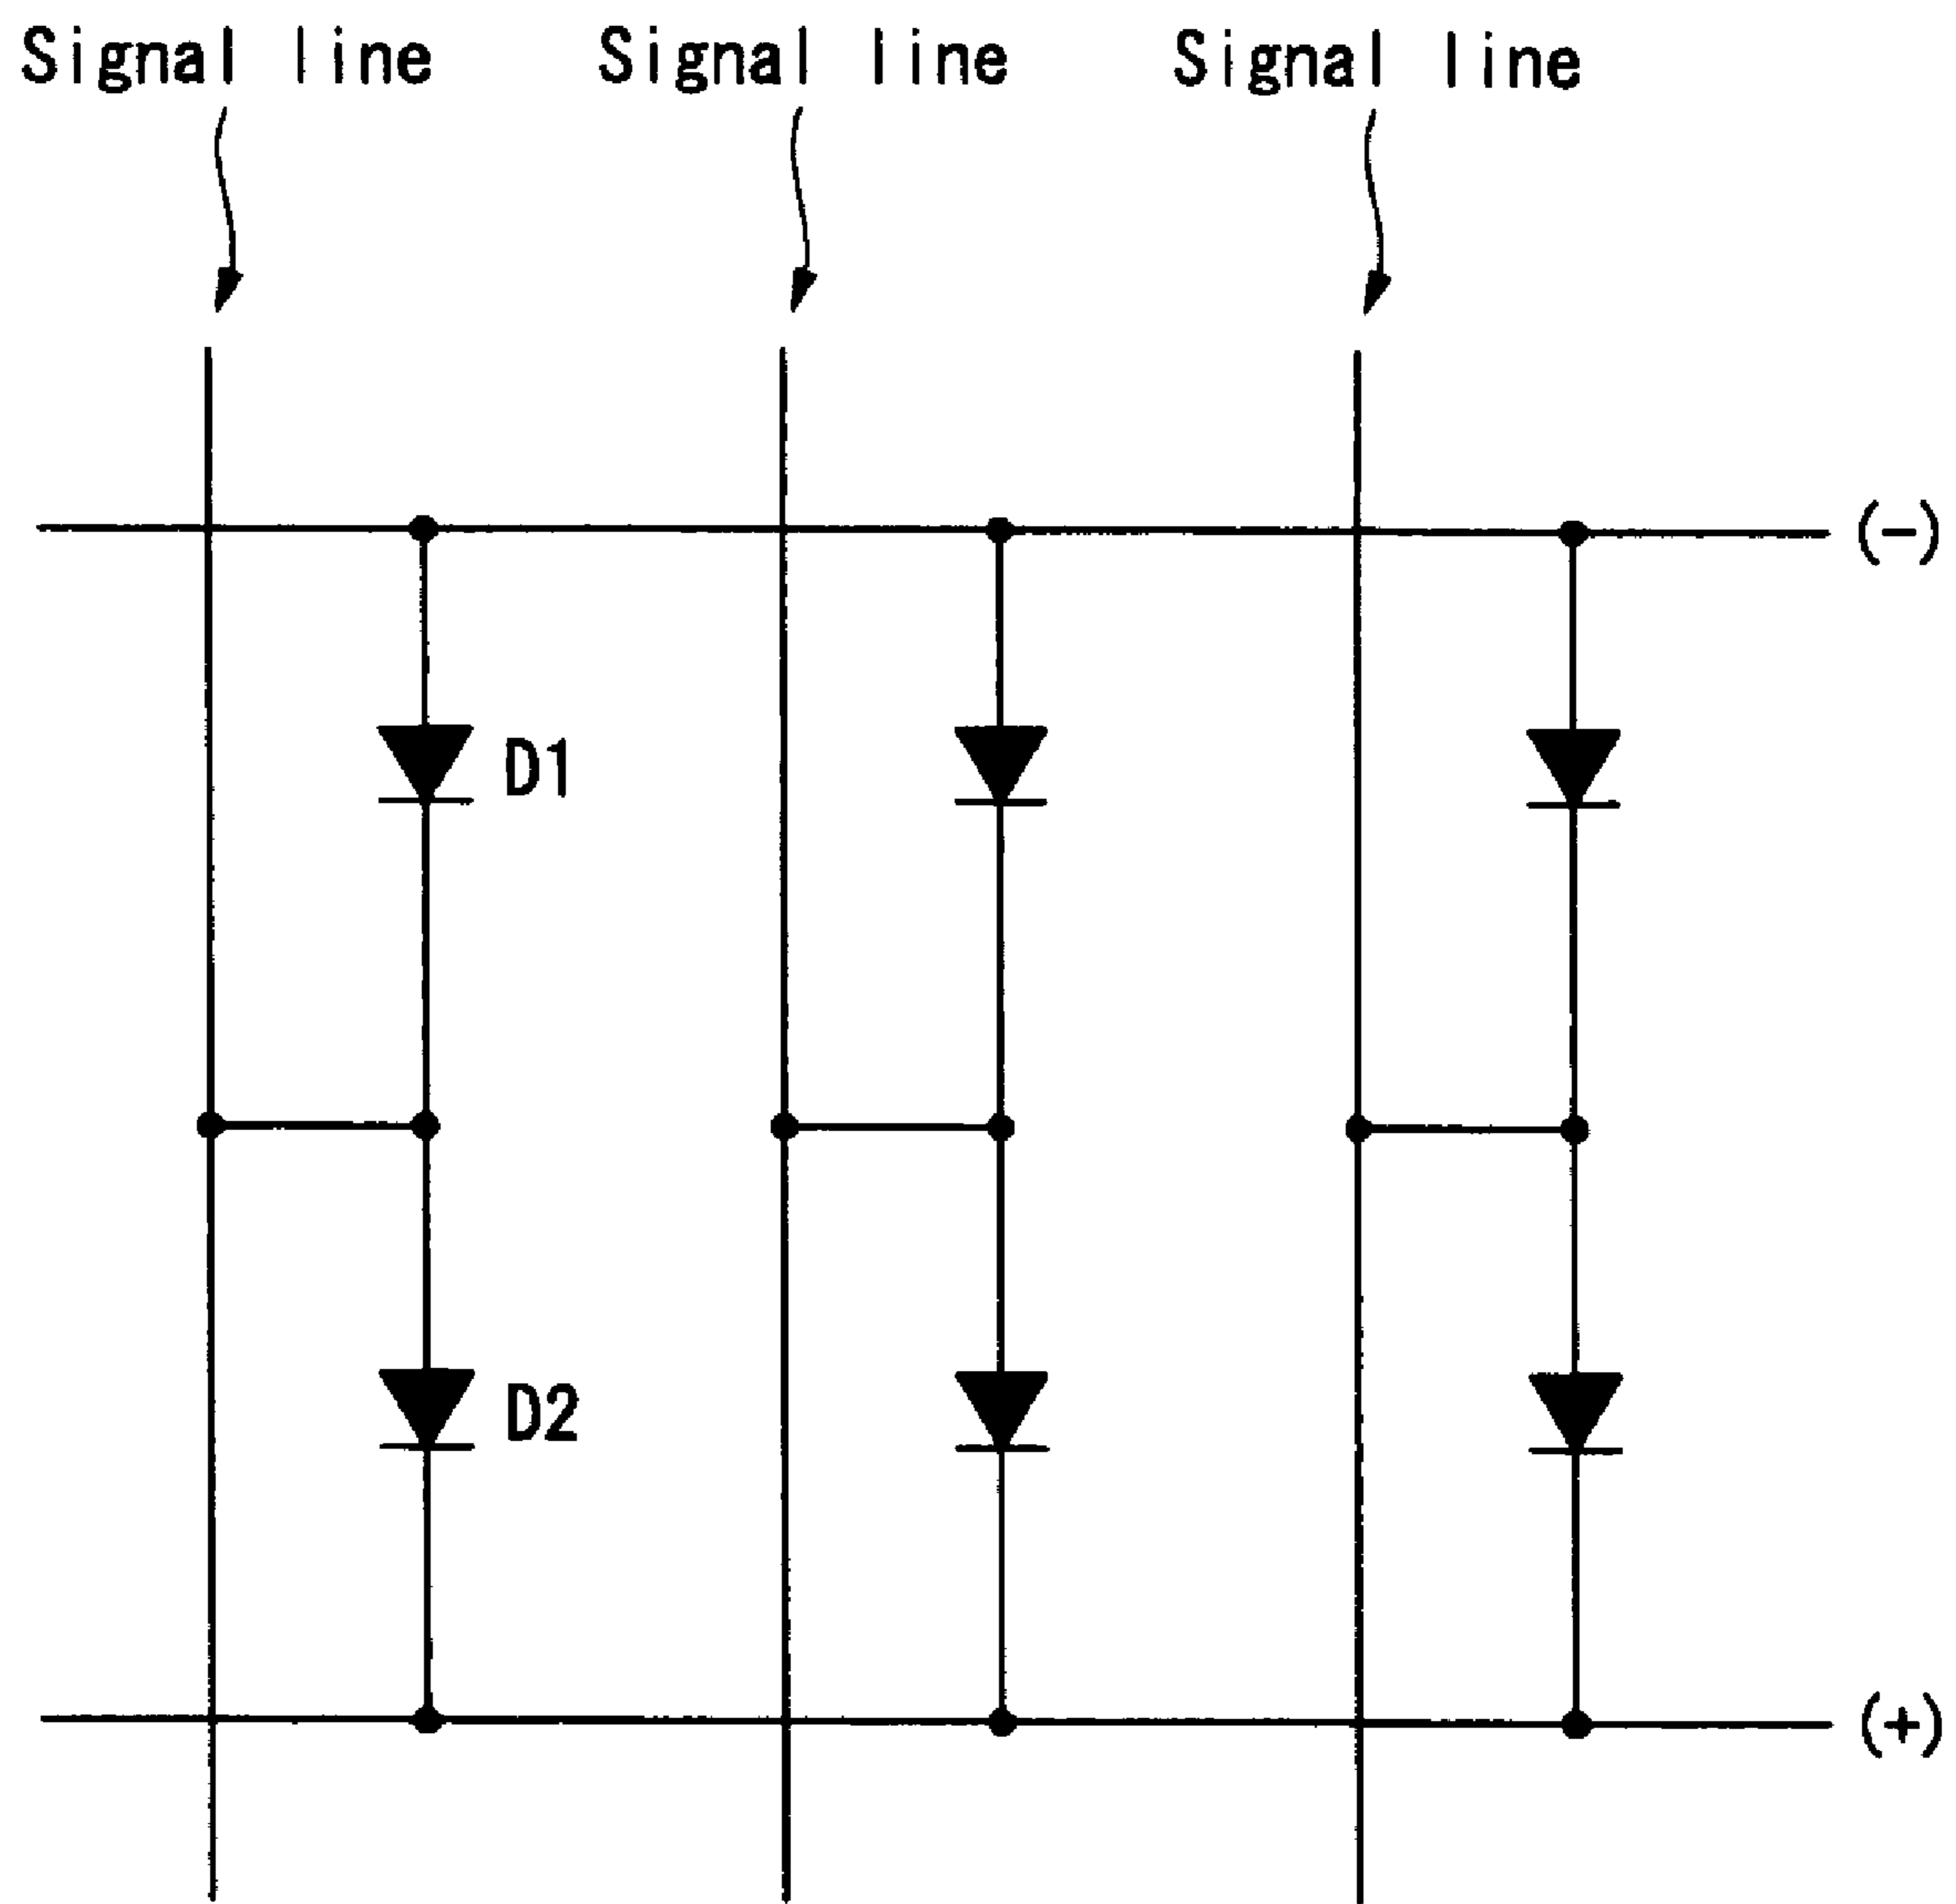 Signal line Signal line Signal line
(-)
D1
D2
(+)